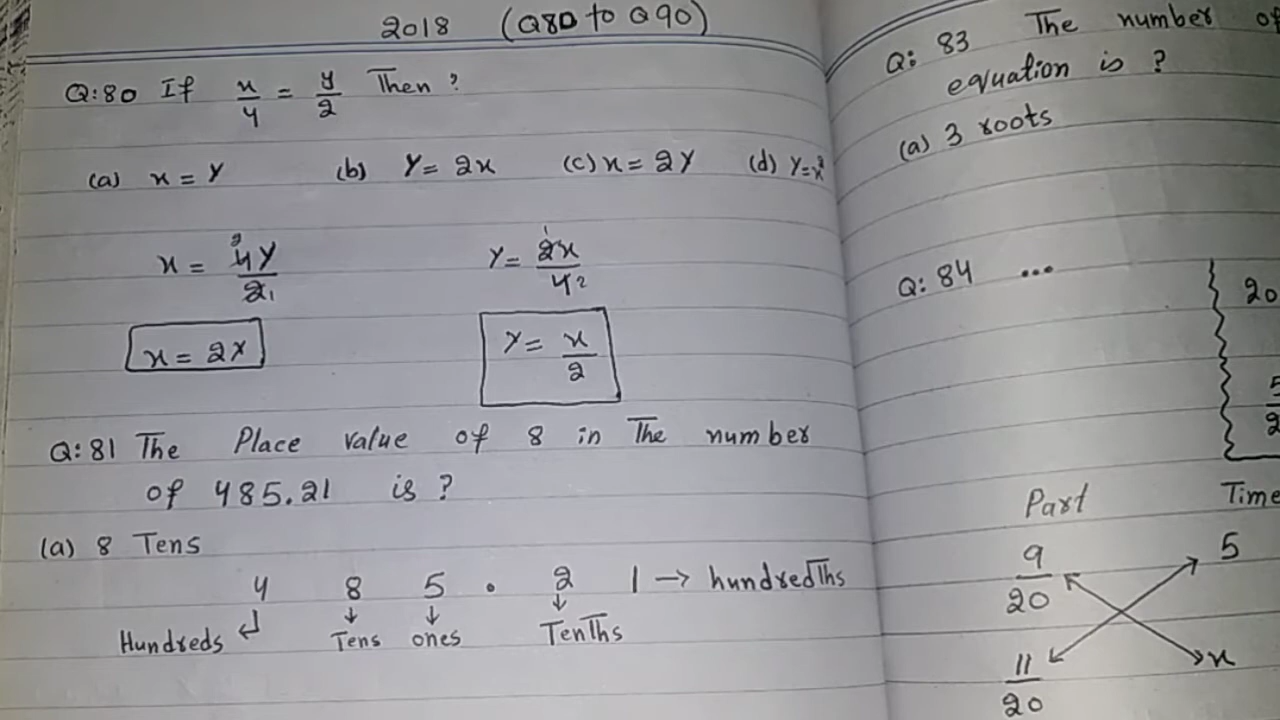 2018 (Q80 to Q90)
Q:80 If x/4 = y/2 Then ?
(a) x = y (b) y = 2x (c) x = 2y (d)
x = 4y/2 y = 2x/4
x = 2y y = x/2
Q:81 The Place value of 8 in The number
of 485.21 is ?
(a) 8 Tens
4 8 5 . 2 1 → hundredths
Hundreds Tens ones Tenths
Q: 83 The number of
equation is ?
(a) 3 roots
Q: 84 ...
20
5
2
Part Time
9/20 5
11/20 x